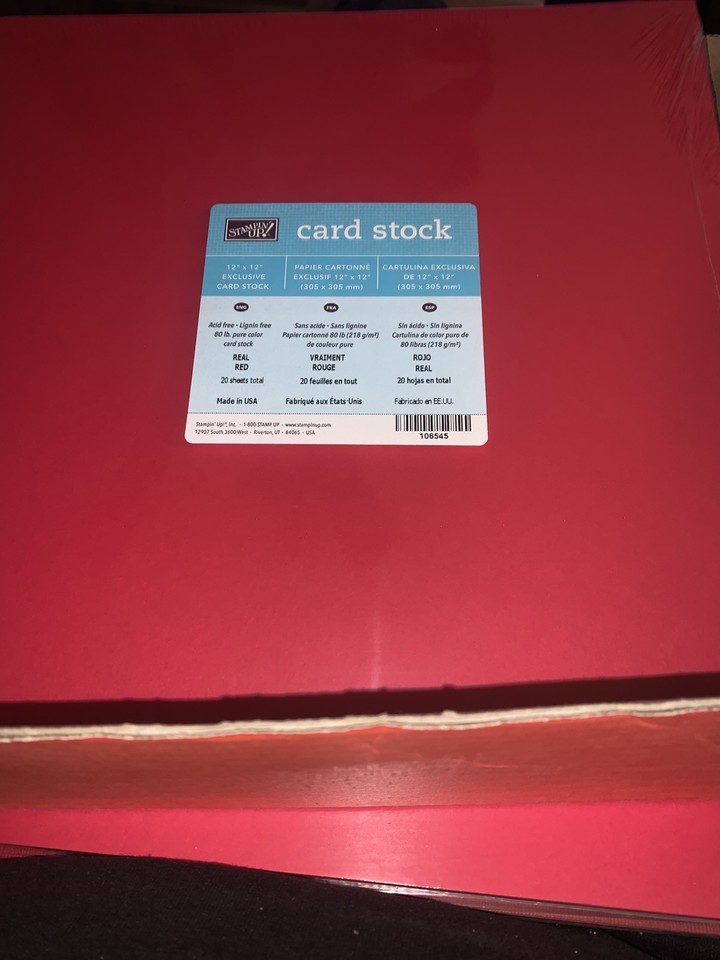 STAMPIN' UP!® card stock
12" x 12"
EXCLUSIVE
CARD STOCK
PAPIER CARTONNÉ
EXCLUSIF 12" x 12"
(305 x 305 mm)
CARTULINA EXCLUSIVA
DE 12" x 12"
(305 x 305 mm)
ENG
Acid free • Lignin free
80 lb. pure color
card stock
REAL
RED
20 sheets total
Made in USA
FRA
Sans acide • Sans lignine
Papier cartonné 80 lb (218 g/m²)
de couleur pure
VRAIMENT
ROUGE
20 feuilles en tout
Fabriqué aux États-Unis
ESP
Sin ácido • Sin lignina
Cartulina de color puro de
80 libras (218 g/m²)
ROJO
REAL
20 hojas en total
Fabricado en EE.UU.
Stampin' Up!®, Inc. • 1-800-STAMP UP • www.stampinup.com
12907 South 3600 West • Riverton, UT • 84065 • USA
106545